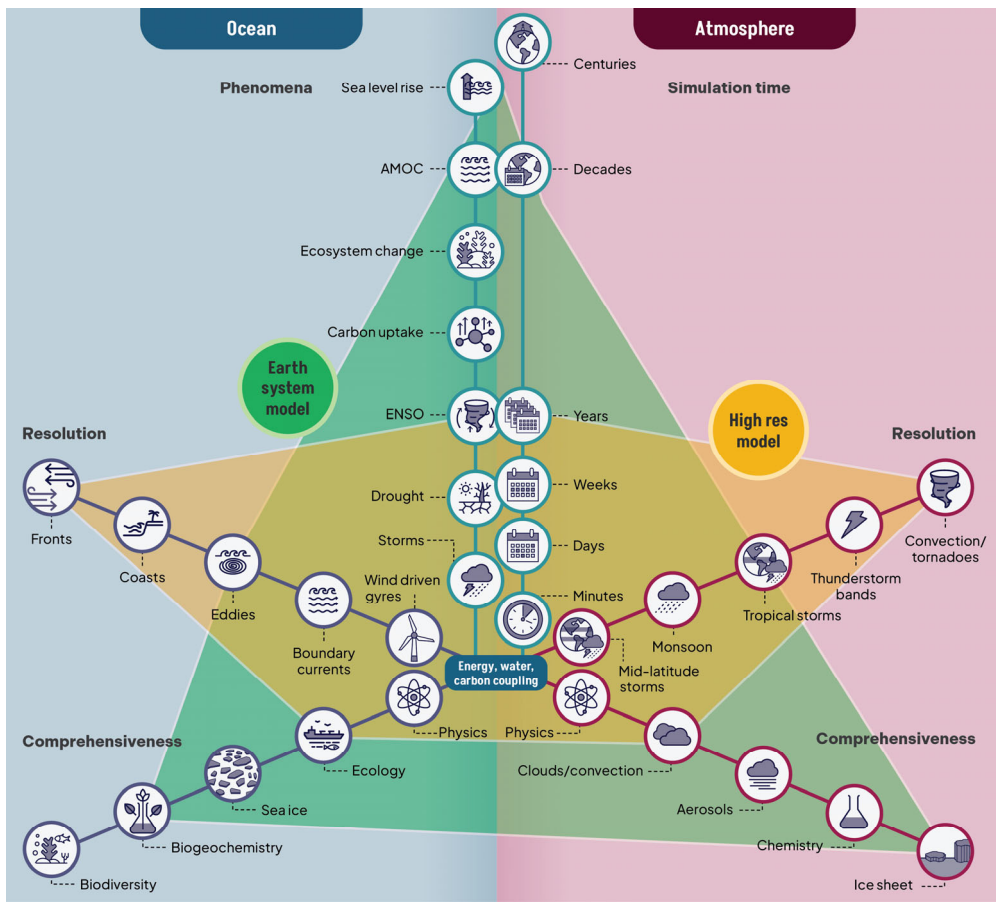 Ocean
Atmosphere
Centuries
Phenomena
Sea level rise
Simulation time
AMOC
Decades
Ecosystem change
Carbon uptake
Earth
system
model
ENSO
Years
High res
model
Resolution
Resolution
Drought
Weeks
Fronts
Storms
Days
Convection/
tornadoes
Coasts
Wind driven
gyres
Minutes
Thunderstorm
bands
Eddies
Tropical storms
Boundary
currents
Monsoon
Energy, water,
carbon coupling
Mid-latitude
storms
Physics
Physics
Comprehensiveness
Comprehensiveness
Ecology
Clouds/convection
Sea ice
Aerosols
Biogeochemistry
Chemistry
Biodiversity
Ice sheet